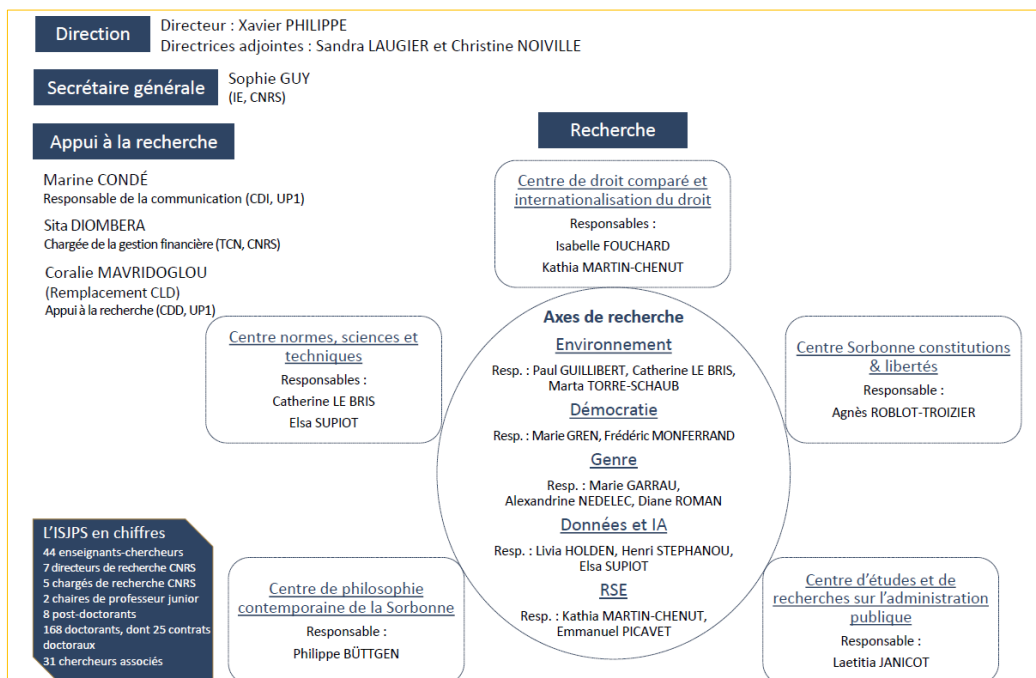 Direction
Directeur : Xavier PHILIPPE
Directrices adjointes : Sandra LAUGIER et Christine NOIVILLE
Secrétaire générale
Sophie GUY
(IE, CNRS)
Appui à la recherche
Marine CONDÉ
Responsable de la communication (CDI, UP1)
Sita DIOMBERA
Chargée de la gestion financière (TCN, CNRS)
Coralie MAVRIDOGLOU
(Remplacement CLD)
Appui à la recherche (CDD, UP1)
Recherche
Centre de droit comparé et
internationalisation du droit
Responsables :
Isabelle FOUCHARD
Kathia MARTIN-CHENUT
Centre normes, sciences et
techniques
Responsables :
Catherine LE BRIS
Elsa SUPIOT
Axes de recherche
Environnement
Resp. : Paul GUILLIBERT, Catherine LE BRIS,
Marta TORRE-SCHAUB
Démocratie
Resp. : Marie GREN, Frédéric MONFERRAND
Genre
Resp. : Marie GARRAU,
Alexandrine NEDELEC, Diane ROMAN
Données et IA
Resp. : Livia HOLDEN, Henri STEPHANOU,
Elsa SUPIOT
RSE
Resp. : Kathia MARTIN-CHENUT,
Emmanuel PICAVET
Centre Sorbonne constitutions
& libertés
Responsable :
Agnès ROBLOT-TROIZIER
L'ISJPS en chiffres
44 enseignants-chercheurs
7 directeurs de recherche CNRS
5 chargés de recherche CNRS
2 chaires de professeur junior
8 post-doctorants
168 doctorants, dont 25 contrats
doctoraux
31 chercheurs associés
Centre de philosophie
contemporaine de la Sorbonne
Responsable :
Philippe BÜTTGEN
Centre d'études et de
recherches sur l'administration
publique
Responsable :
Laetitia JANICOT